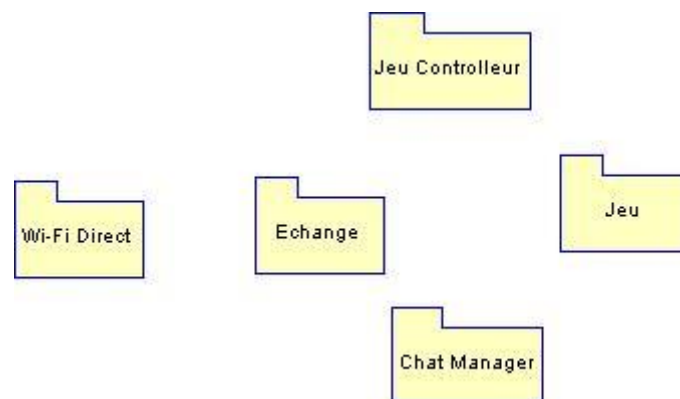 Jeu Controlleur
Jeu
Wi-Fi Direct
Echange
Chat Manager